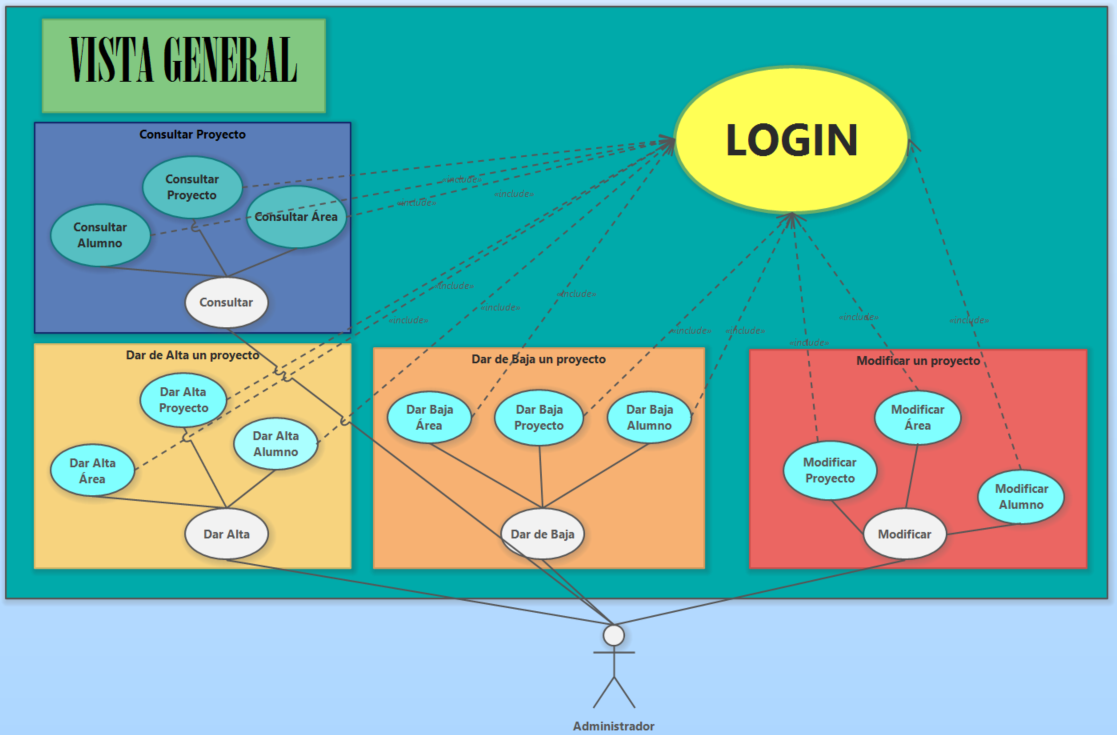 VISTA GENERAL
LOGIN
Consultar Proyecto
Consultar
Proyecto
Consultar
Alumno
Consultar Área
Consultar
«include»
«include»
«include»
«include»
«include»
«include»
«include»
«include»
«include»
«include»
«include»
«include»
Dar de Alta un proyecto
Dar Alta
Proyecto
Dar Alta
Alumno
Dar Alta
Área
Dar Alta
Dar de Baja un proyecto
Dar Baja
Área
Dar Baja
Proyecto
Dar Baja
Alumno
Dar de Baja
Modificar un proyecto
Modificar
Área
Modificar
Proyecto
Modificar
Alumno
Modificar
Administrador